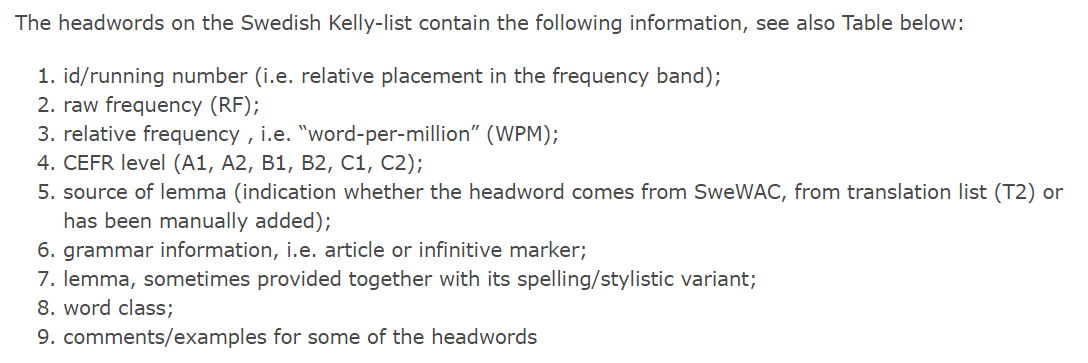 The headwords on the Swedish Kelly-list contain the following information, see also Table below:
1. id/running number (i.e. relative placement in the frequency band);
2. raw frequency (RF);
3. relative frequency , i.e. “word-per-million” (WPM);
4. CEFR level (A1, A2, B1, B2, C1, C2);
5. source of lemma (indication whether the headword comes from SweWAC, from translation list (T2) or
has been manually added);
6. grammar information, i.e. article or infinitive marker;
7. lemma, sometimes provided together with its spelling/stylistic variant;
8. word class;
9. comments/examples for some of the headwords